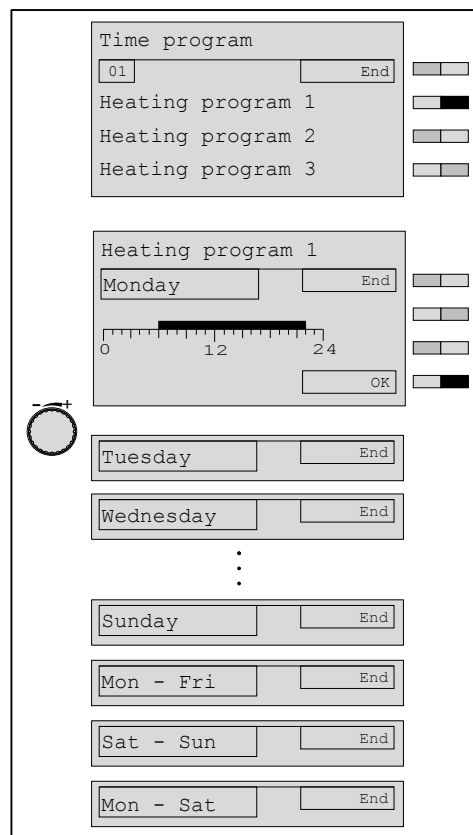 Time program
01 End
Heating program 1
Heating program 2
Heating program 3
Heating program 1
Monday End
0 12 24
OK
- +
Tuesday End
Wednesday End
Sunday End
Mon - Fri End
Sat - Sun End
Mon - Sat End